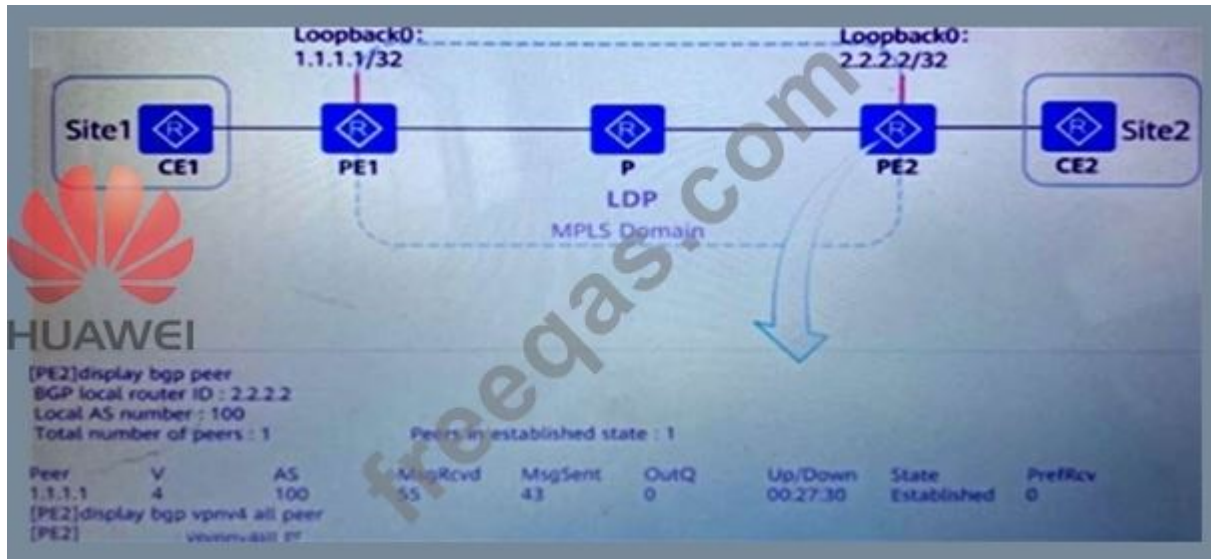 Loopback0: Loopback0:
1.1.1.1/32 2.2.2.2/32
Site1 Site2
CE1 PE1 P PE2 CE2
LDP
MPLS Domain
HUAWEI
freeqas.com
[PE2]display bgp peer
BGP local router ID : 2.2.2.2
Local AS number : 100
Total number of peers : 1 Peers in established state : 1
Peer V AS MsgRcvd MsgSent OutQ Up/Down State PrefRcv
1.1.1.1 4 100 55 43 0 00:27:30 Established 0
[PE2]display bgp vpnv4 all peer
[PE2]